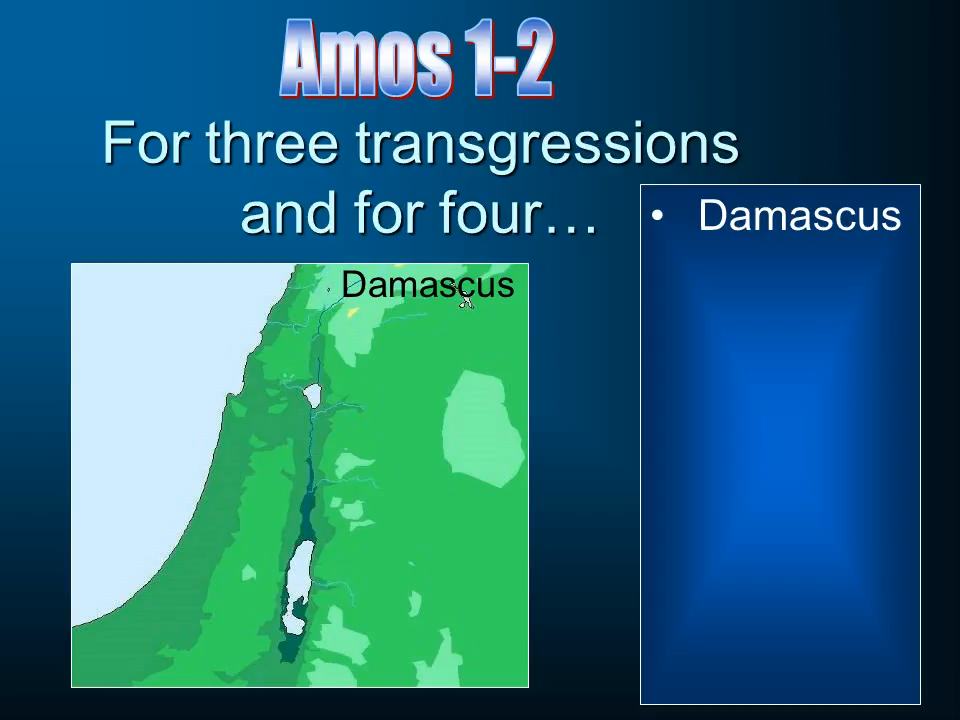 Amos 1-2
For three transgressions
and for four…
• Damascus
Damascus